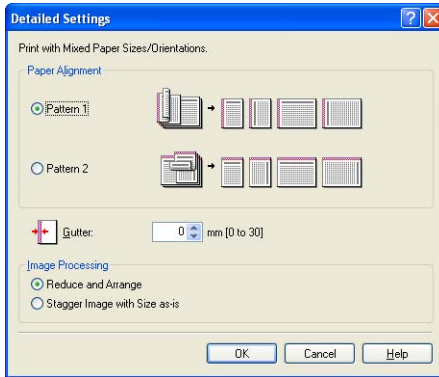 Detailed Settings
Print with Mixed Paper Sizes/Orientations.
Paper Alignment
Pattern 1
Pattern 2
Gutter: 0 mm [0 to 30]
Image Processing
Reduce and Arrange
Stagger Image with Size as-is
OK Cancel Help